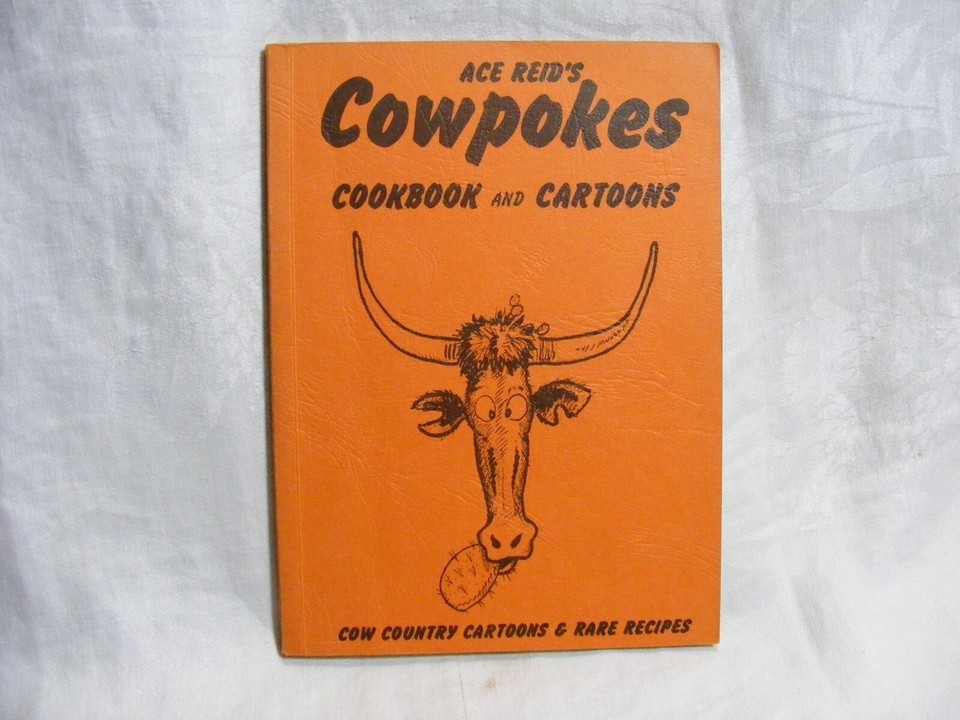 ACE REID'S
Cowpokes
COOKBOOK AND CARTOONS
COW COUNTRY CARTOONS & RARE RECIPES